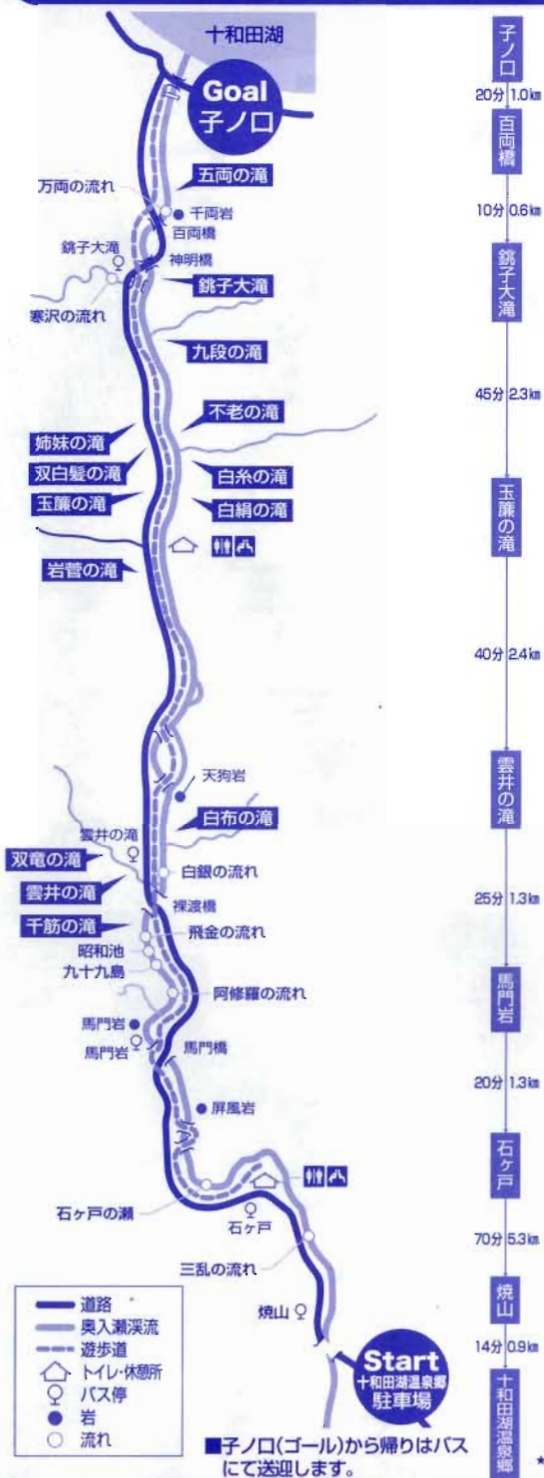 十和田湖
Goal
子ノ口
五両の滝
万両の流れ
千両岩
百両橋
銚子大滝
神明橋
銚子大滝
寒沢の流れ
九段の滝
不老の滝
姉妹の滝
双白髪の滝
白糸の滝
玉簾の滝
白絹の滝
岩菅の滝
天狗岩
白布の滝
雲井の滝
双竜の滝
白銀の流れ
雲井の滝
裸渡橋
千筋の滝
飛金の流れ
昭和池
九十九島
阿修羅の流れ
馬門岩
馬門岩
馬門橋
屏風岩
石ヶ戸の瀬
石ヶ戸
三乱の流れ
焼山
Start
十和田湖温泉郷
駐車場
道路
奥入瀬渓流
遊歩道
トイレ・休憩所
バス停
岩
流れ
■子ノ口(ゴール)から帰りはバス
にて送迎します。
子ノ口
20分 1.0km
百両橋
10分 0.6km
銚子大滝
45分 2.3km
玉簾の滝
40分 2.4km
雲井の滝
25分 1.3km
馬門岩
20分 1.3km
石ヶ戸
70分 5.3km
焼山
14分 0.9km
十和田湖温泉郷
★